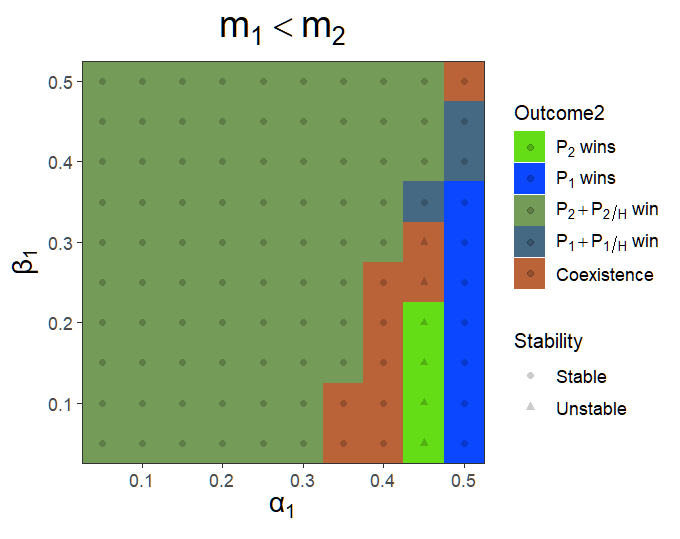 m₁ < m₂
Outcome2
P₂ wins
P₁ wins
P₂+P₂/H win
P₁+P₁/H win
Coexistence
Stability
Stable
Unstable
β₁
0.5
0.4
0.3
0.2
0.1
0.1 0.2 0.3 0.4 0.5
α₁